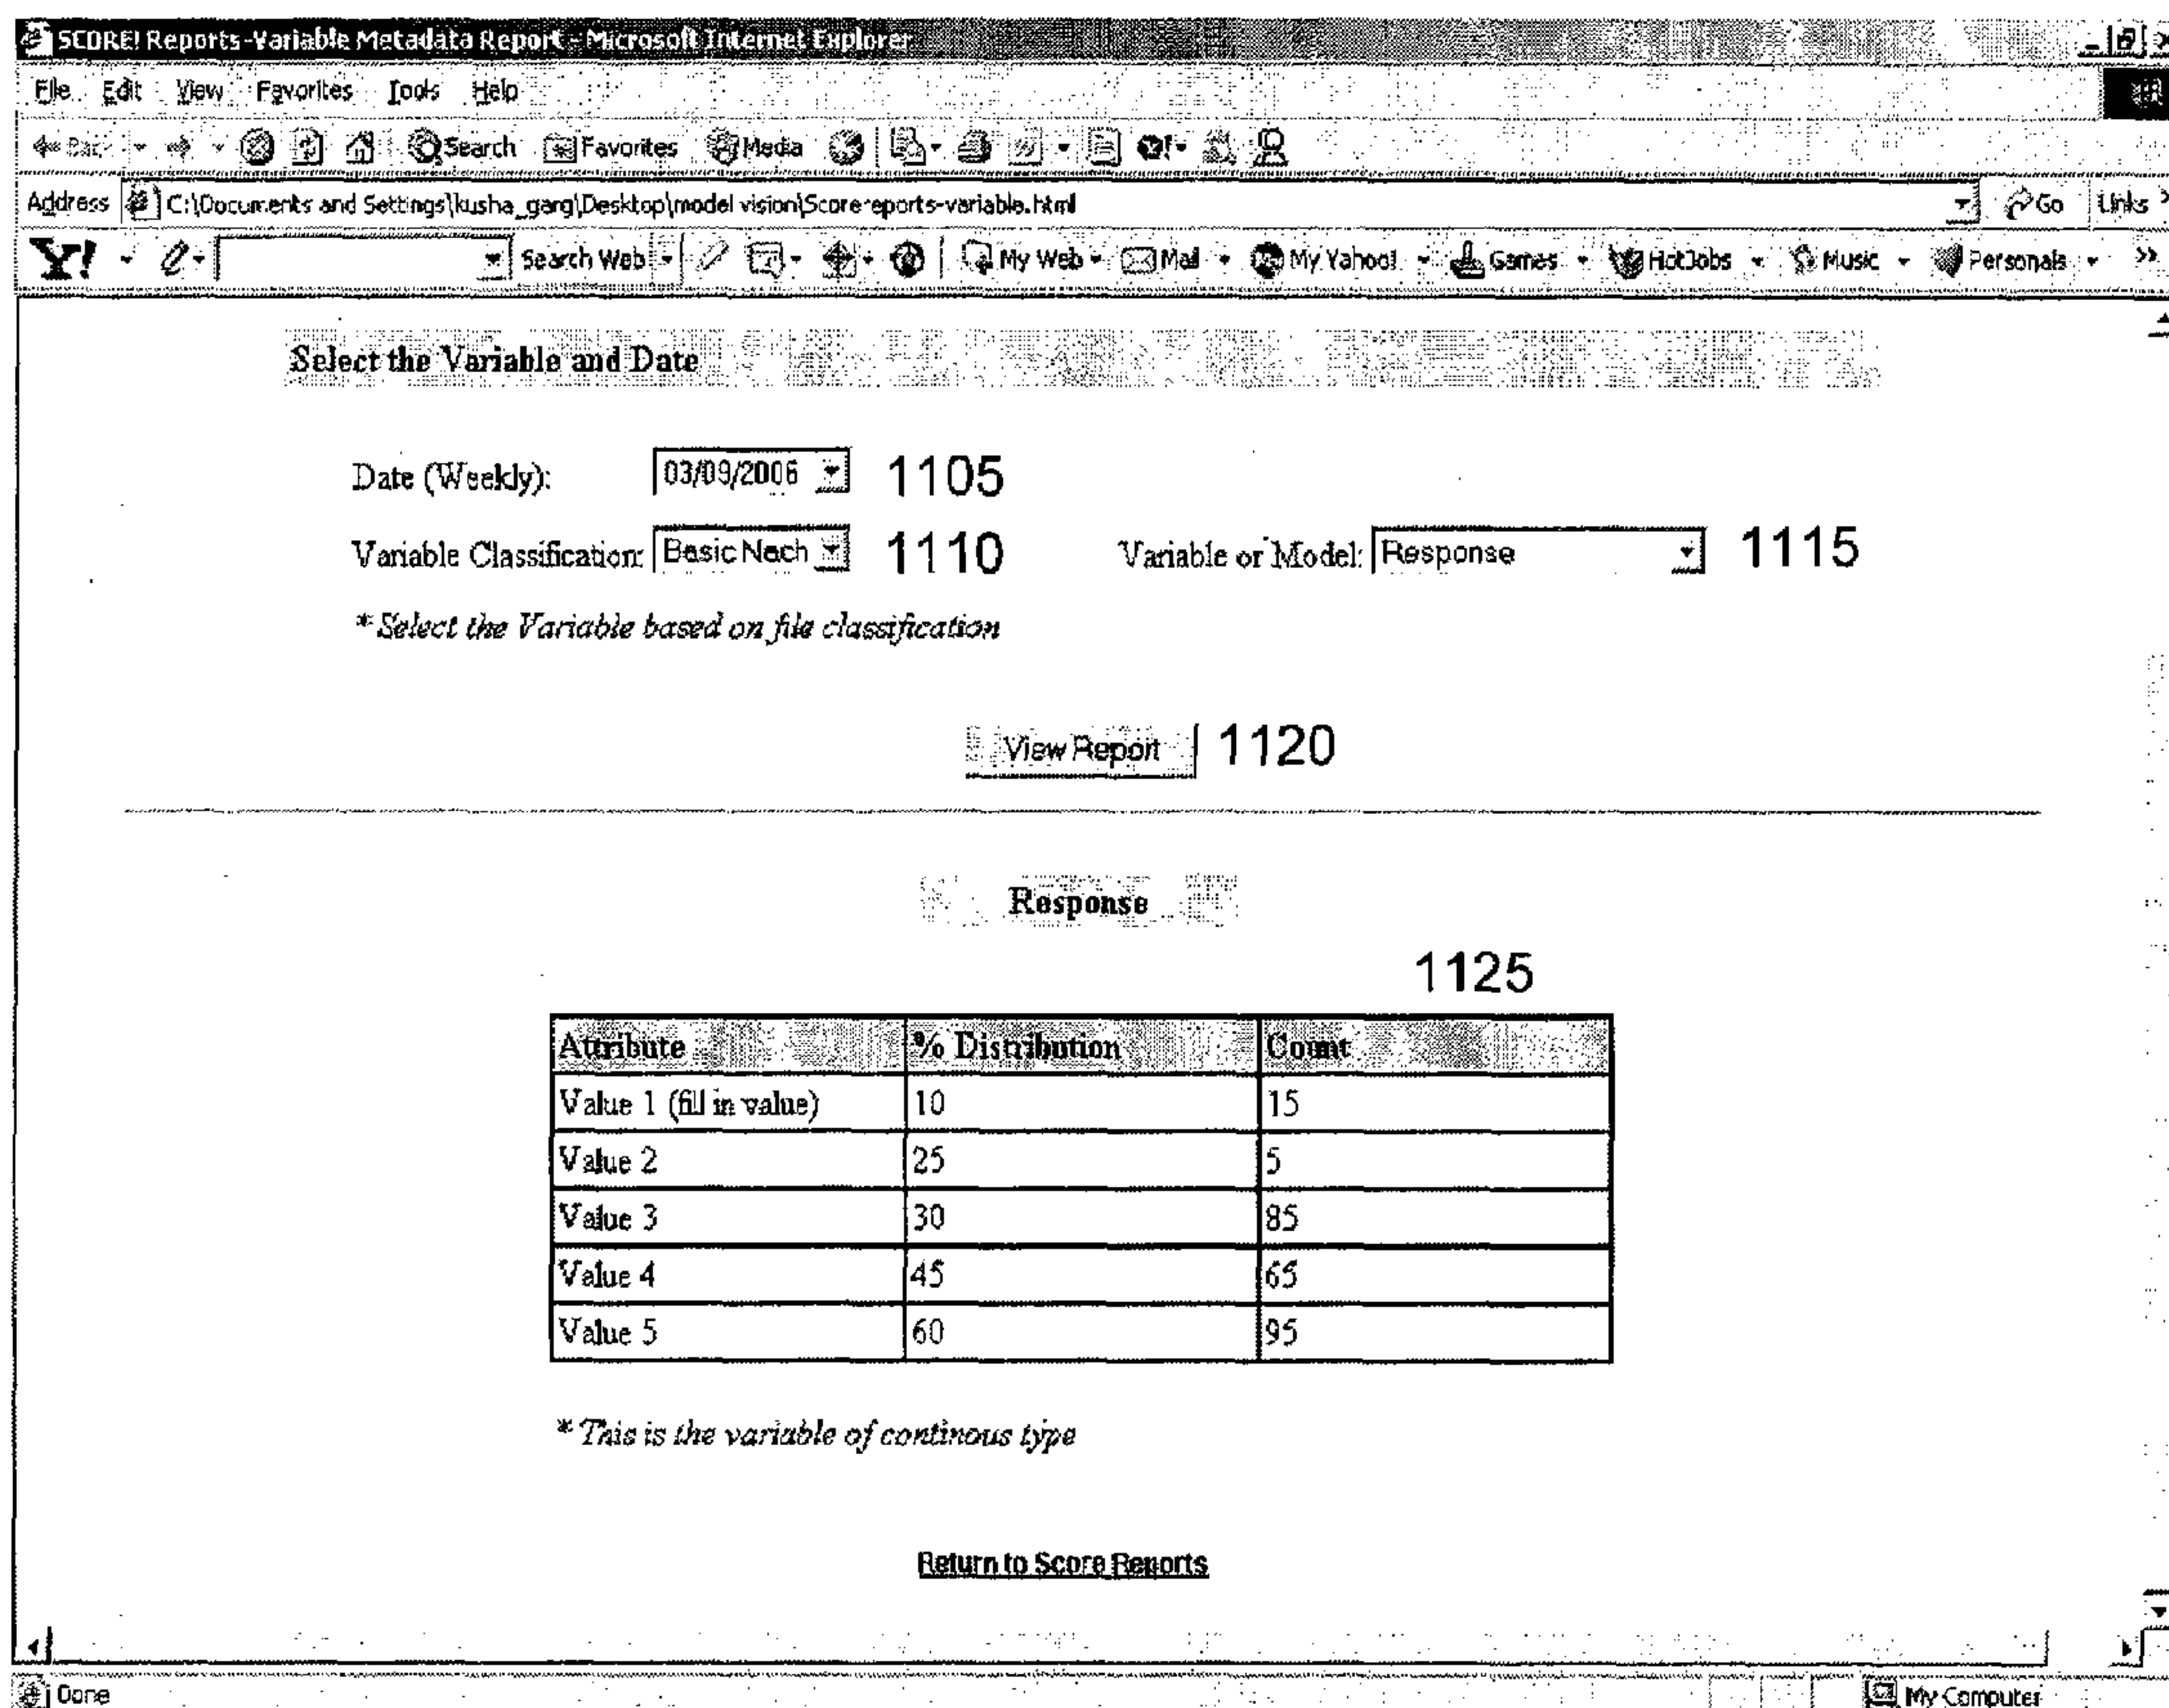 SCORE! Reports-Variable Metadata Report - Microsoft Internet Explorer
File Edit View Favorites Tools Help
Back Search Favorites Media
Address C:\Documents and Settings\kusha_garg\Desktop\model vision\Scorereports-variable.html Go Links
Y! Search Web My Web Mail My Yahoo! Games HotJobs Music Personals >>
Select the Variable and Date
Date (Weekly): 03/09/2006 1105
Variable Classification: Basic Nech 1110 Variable or Model: Response 1115
* Select the Variable based on file classification
View Report 1120
Response
1125
Attribute % Distribution Count
Value 1 (fill in value) 10 15
Value 2 25 5
Value 3 30 85
Value 4 45 65
Value 5 60 95
* This is the variable of continous type
Return to Score Reports
Done My Computer